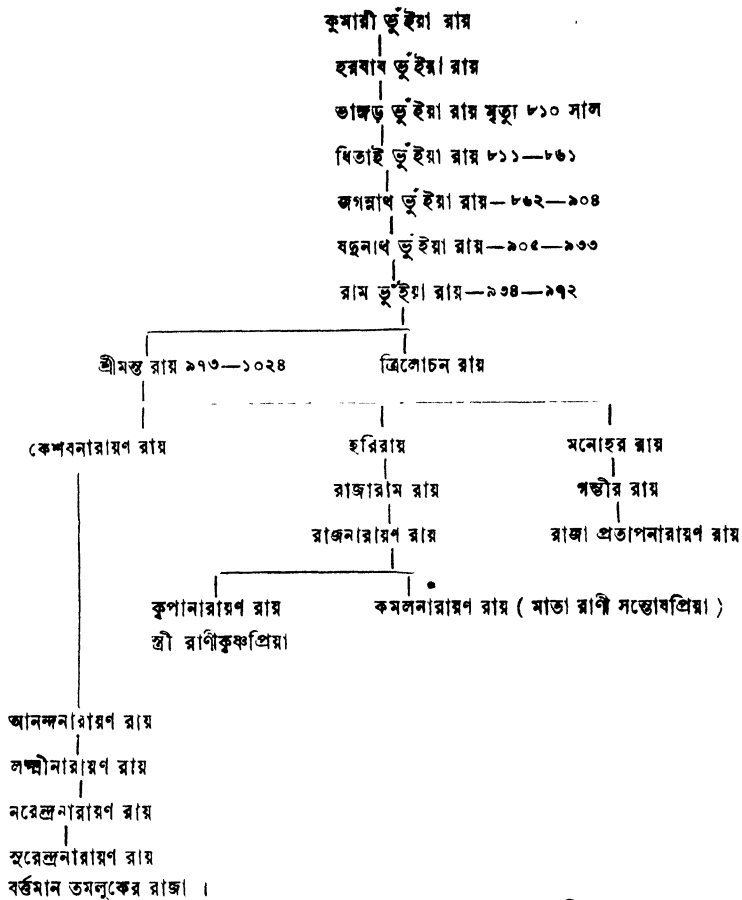 কুমারী ভুঁইয়া রায়
হরবাব ভুঁইয়া রায়
ভাঙ্গড় ভুঁইয়া রায় মৃত্যু ৮১০ সাল
ধিতাই ভুঁইয়া রায় ৮১১—৮৬১
জগন্নাথ ভুঁইয়া রায়—৮৬২—৯০৪
যদুনাথ ভুঁইয়া রায়—৯০৫—৯৩৩
রাম ভুঁইয়া রায়—৯৩৪—৯৭২
শ্রীমন্ত রায় ৯৭৩—১০২৪ ত্রিলোচন রায়
কেশবনারায়ণ রায় হরিরায় মনোহর রায়
রাজারাম রায় গম্ভীর রায়
রাজনারায়ণ রায় রাজা প্রতাপনারায়ণ রায়
কৃপানারায়ণ রায় কমলনারায়ণ রায় ( মাতা রাণী সন্তোষপ্রিয়া )
স্ত্রী রাণীকৃষ্ণপ্রিয়া
আনন্দনারায়ণ রায়
লক্ষ্মীনারায়ণ রায়
নরেন্দ্রনারায়ণ রায়
সুরেন্দ্রনারায়ণ রায়
বর্ত্তমান তমলুকের রাজা ।